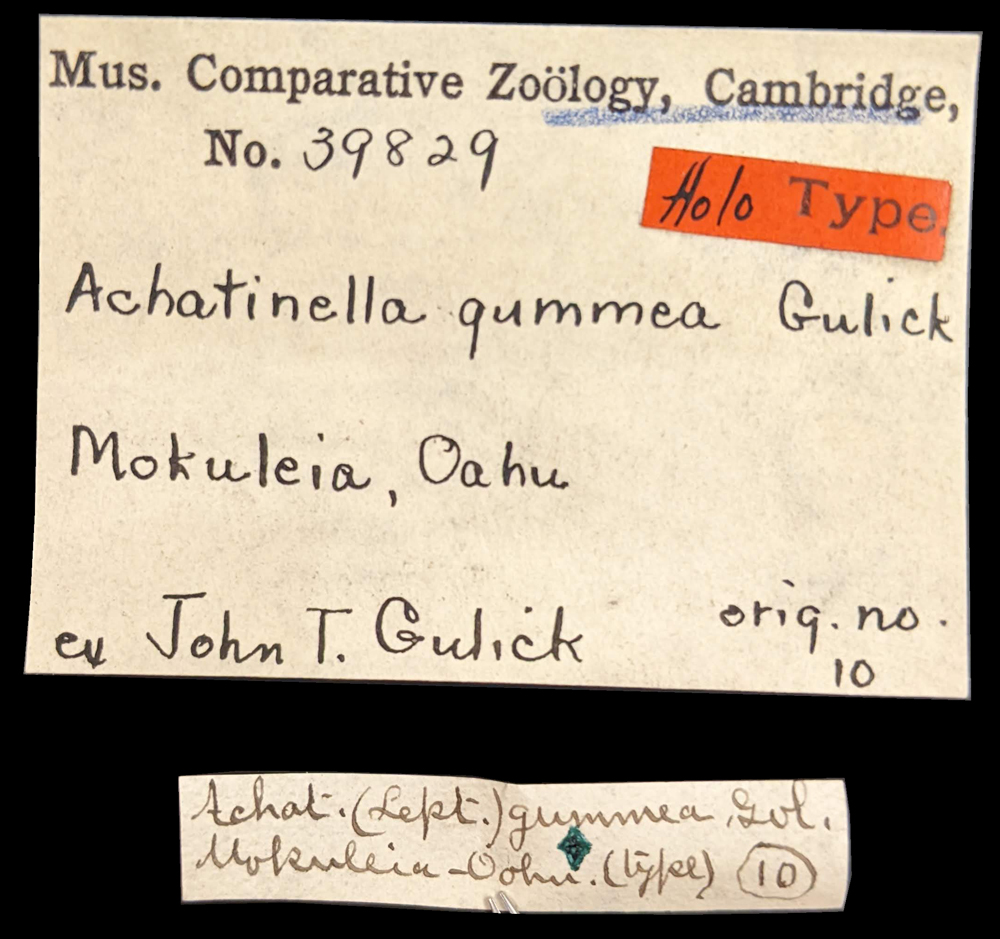 Mus. Comparative Zoölogy, Cambridge,
No. 39829
Holo Type.
Achatinella gummea Gulick
Mokuleia, Oahu
ex John T. Gulick
orig. no.
10
Achat. (Lept.) gummea, Gul.
Mokuleia - Oahu. (type) 10